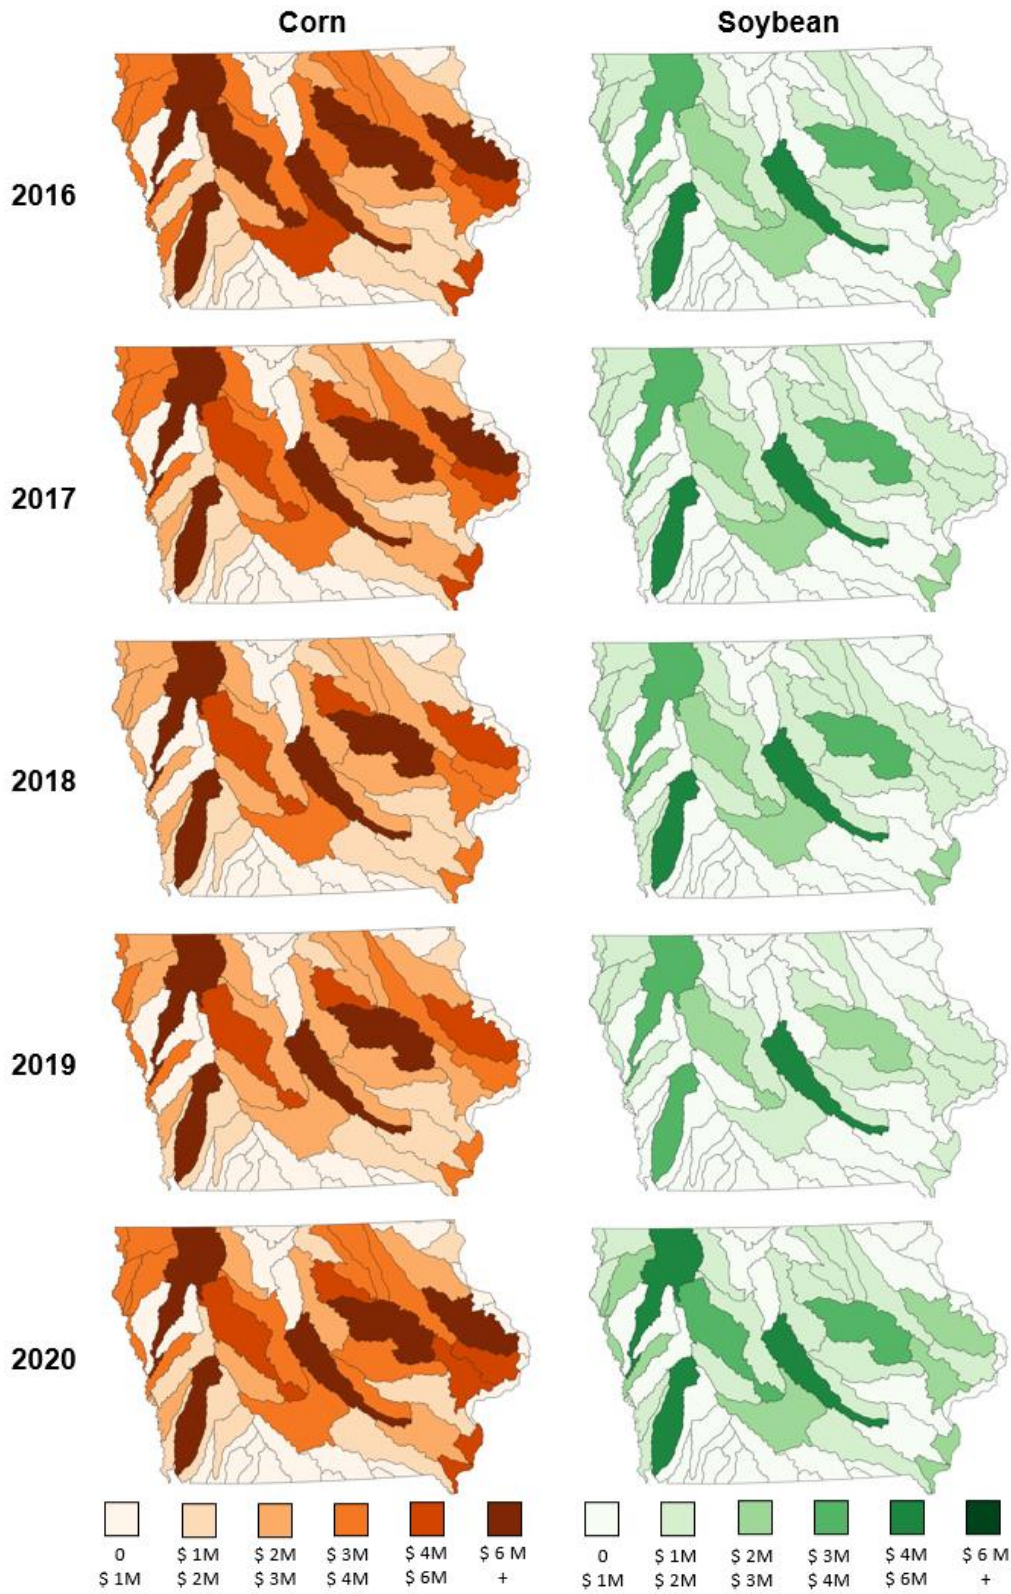 Corn Soybean
2016
2017
2018
2019
2020
0 $ 1M $ 2M $ 3M $ 4M $ 6 M 0 $ 1M $ 2M $ 3M $ 4M $ 6 M
$ 1M $ 2M $ 3M $ 4M $ 6M + $ 1M $ 2M $ 3M $ 4M $ 6M +